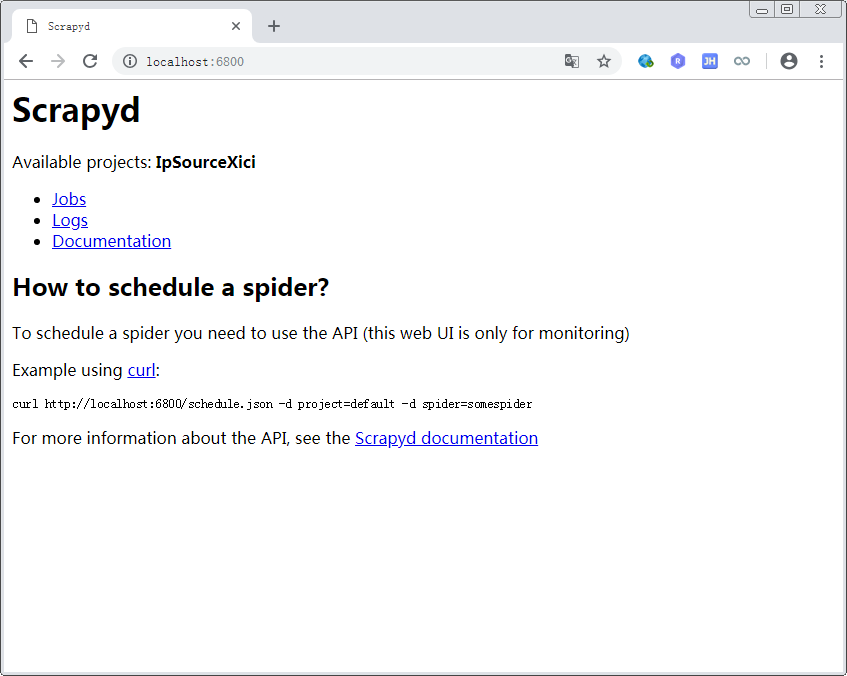 Scrapyd
localhost:6800
R
JH
Scrapyd
Available projects: IpSourceXici
Jobs
Logs
Documentation
How to schedule a spider?
To schedule a spider you need to use the API (this web UI is only for monitoring)
Example using curl:
curl http://localhost:6800/schedule.json -d project=default -d spider=somespider
For more information about the API, see the Scrapyd documentation